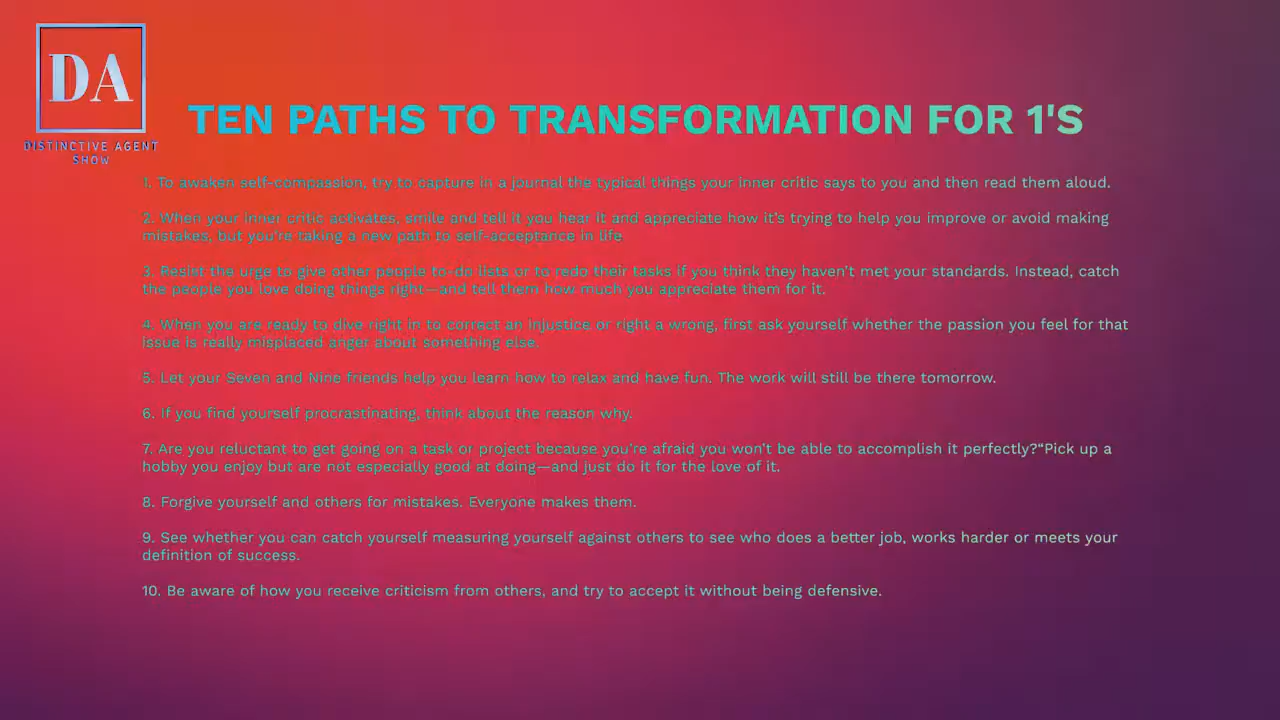 DA
DISTINCTIVE AGENT
SHOW
TEN PATHS TO TRANSFORMATION FOR 1'S
1. To awaken self-compassion, try to capture in a journal the typical things your inner critic says to you and then read them aloud.
2. When your inner critic activates, smile and tell it you hear it and appreciate how it's trying to help you improve or avoid making
mistakes, but you're taking a new path to self-acceptance in life
3. Resist the urge to give other people to-do lists or to redo their tasks if you think they haven't met your standards. Instead, catch
the people you love doing things right—and tell them how much you appreciate them for it.
4. When you are ready to dive right in to correct an injustice or right a wrong, first ask yourself whether the passion you feel for that
issue is really misplaced anger about something else.
5. Let your Seven and Nine friends help you learn how to relax and have fun. The work will still be there tomorrow.
6. If you find yourself procrastinating, think about the reason why.
7. Are you reluctant to get going on a task or project because you're afraid you won't be able to accomplish it perfectly?“Pick up a
hobby you enjoy but are not especially good at doing—and just do it for the love of it.
8. Forgive yourself and others for mistakes. Everyone makes them.
9. See whether you can catch yourself measuring yourself against others to see who does a better job, works harder or meets your
definition of success.
10. Be aware of how you receive criticism from others, and try to accept it without being defensive.